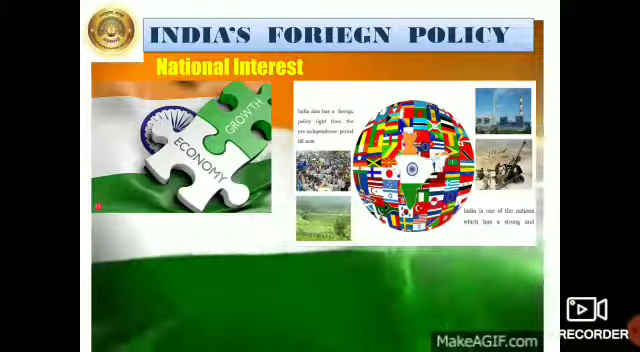 INDIA'S FORIEGN POLICY
National Interest
GROWTH
ECONOMY
India also has a foreign
policy right from the
pre independence period
till now
India is one of the nations
which has a strong and
MakeAGIF.com
RECORDER